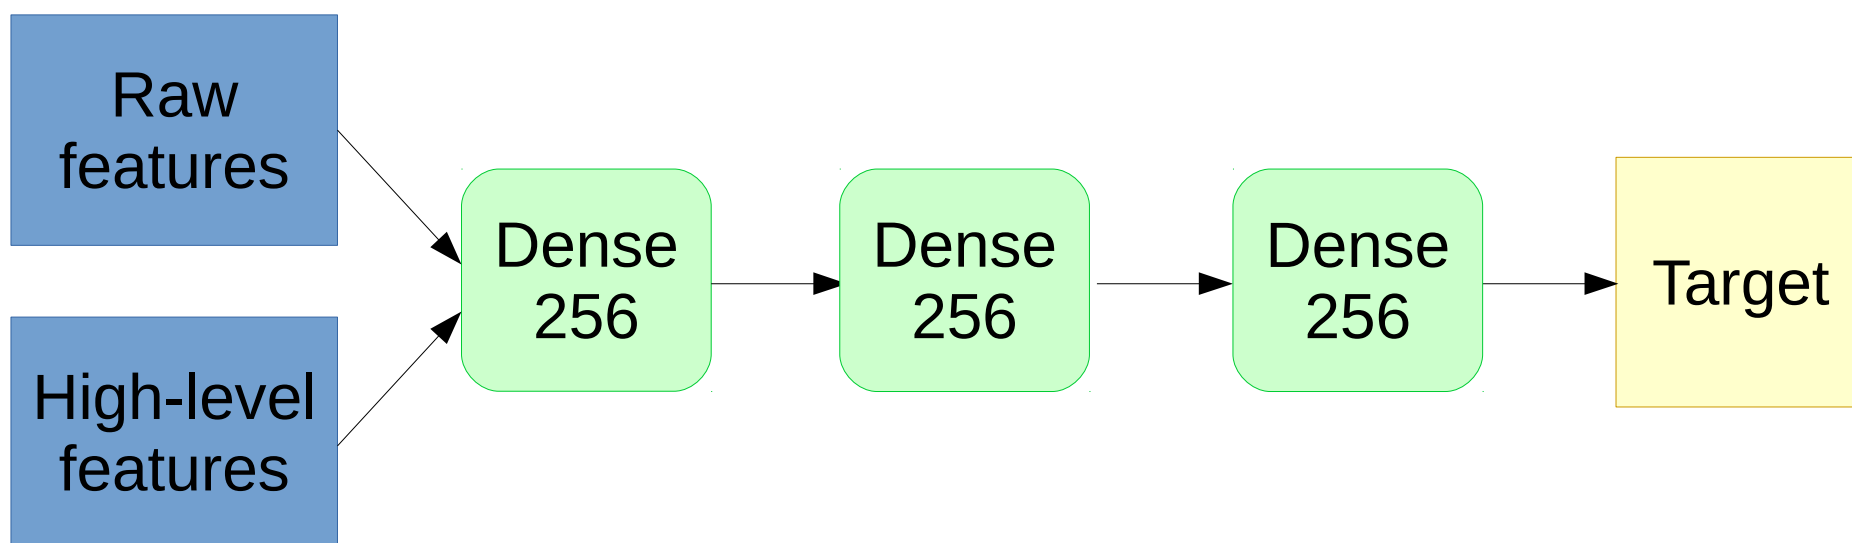 Raw
features
High-level
features
Dense
256
Dense
256
Dense
256
Target